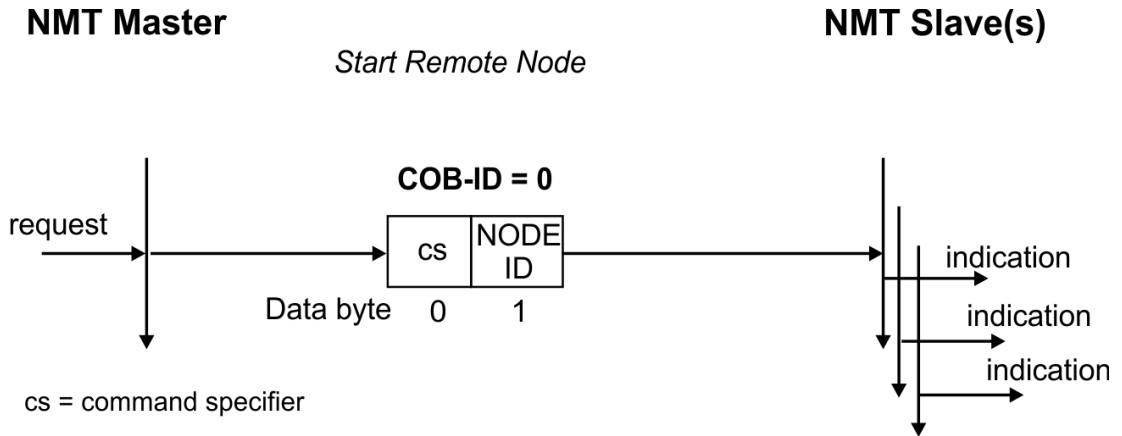 NMT Master
NMT Slave(s)
Start Remote Node
COB-ID = 0
request
cs
NODE
ID
indication
Data byte 0 1
indication
indication
cs = command specifier